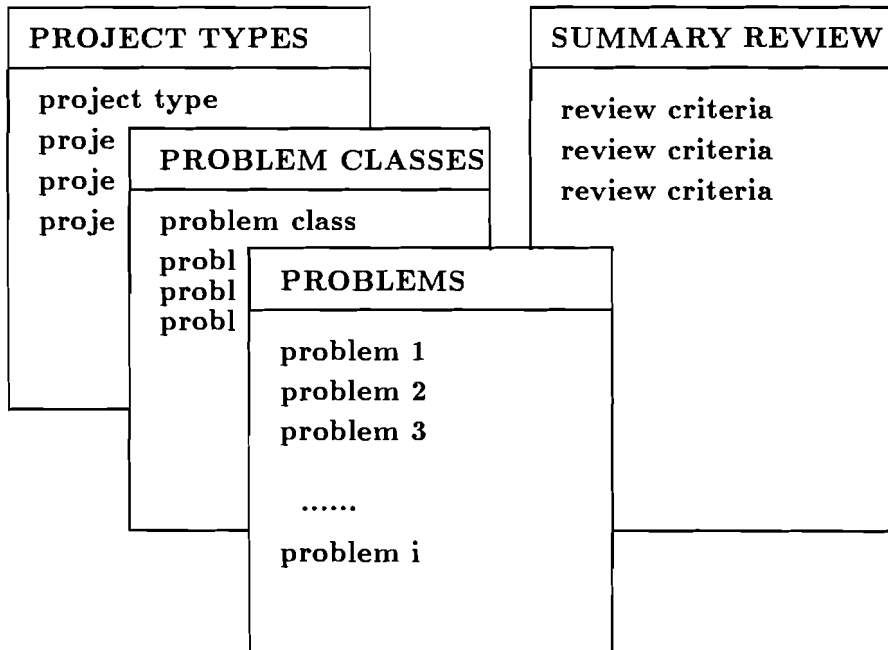 PROJECT TYPES
project type
proje
proje
proje
PROBLEM CLASSES
problem class
probl
probl
probl
PROBLEMS
problem 1
problem 2
problem 3
......
problem i
SUMMARY REVIEW
review criteria
review criteria
review criteria